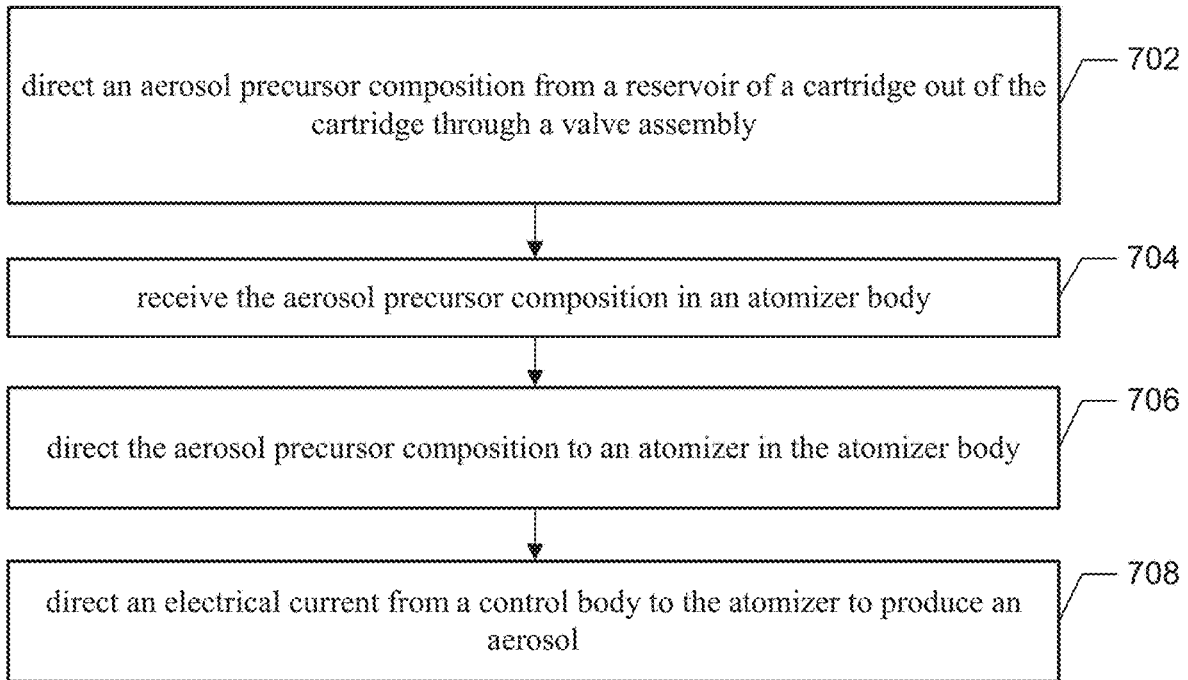 direct an aerosol precursor composition from a reservoir of a cartridge out of the
cartridge through a valve assembly
702
receive the aerosol precursor composition in an atomizer body
704
direct the aerosol precursor composition to an atomizer in the atomizer body
706
direct an electrical current from a control body to the atomizer to produce an
aerosol
708